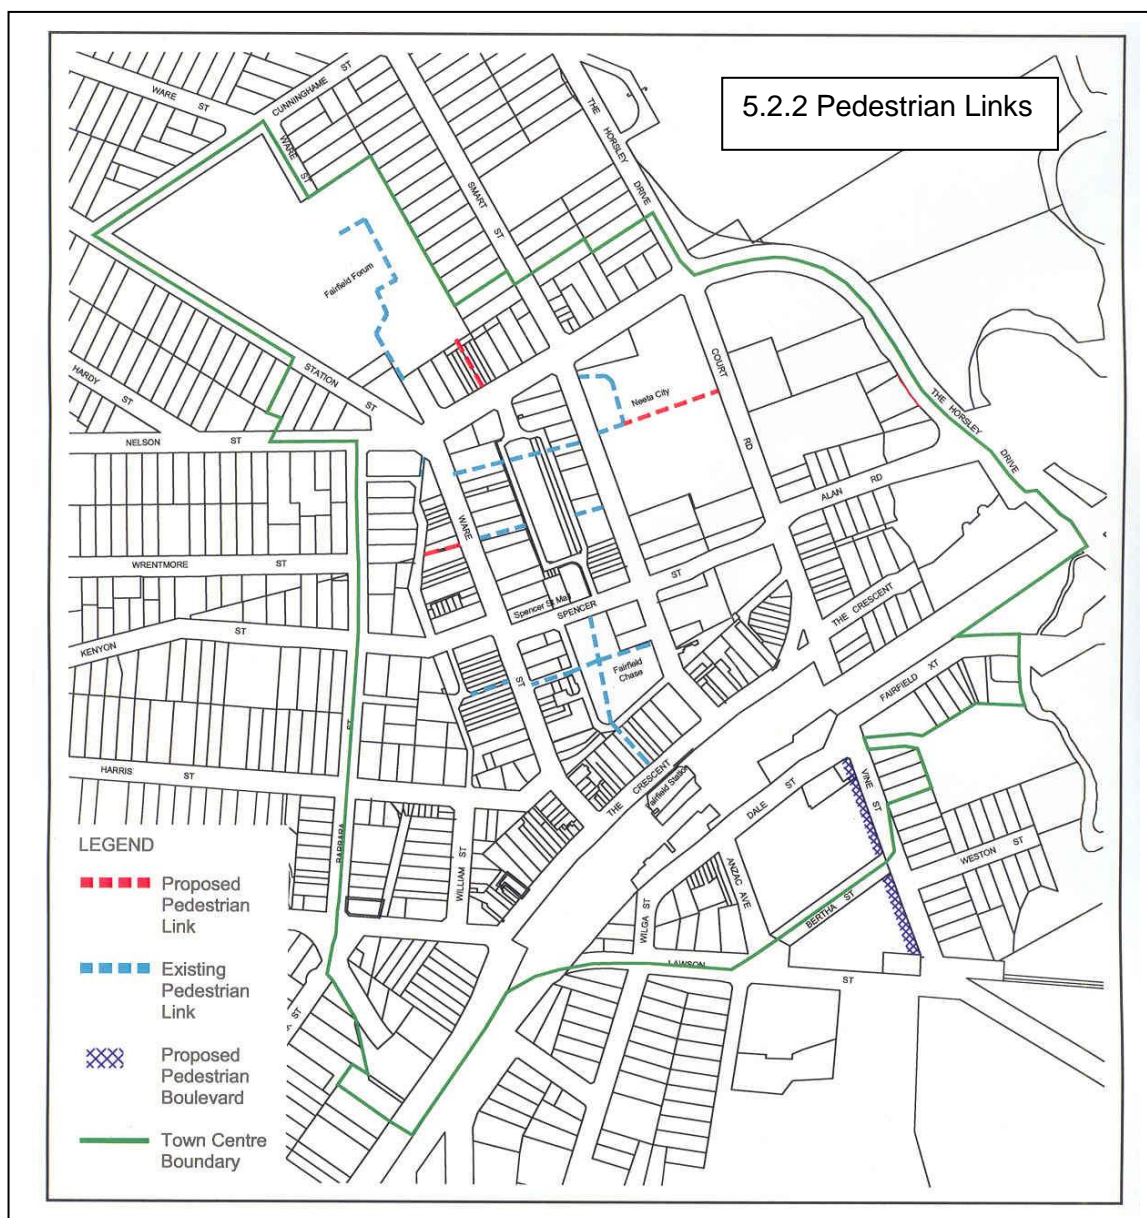 5.2.2 Pedestrian Links
WARE ST
CUNNINGHAME ST
WARE ST
THE HORSLEY DRIVE
SMART ST
Fairfield Forum
STATION ST
HARDY ST
NELSON ST
Neeta City
COURT RD
THE HORSLEY DRIVE
ALAN RD
WARE ST
WRENTMORE ST
Spencer St Mall
SPENCER ST
THE CRESCENT
KENYON ST
Fairfield
Chase
FAIRFIELD XT
HARRIS ST
BARBARA ST
THE CRESCENT
Fairfield Station
DALE ST
VINE ST
WESTON ST
WILLIAM ST
ANZAC AVE
WILGA ST
BERTHA ST
LAWSON ST
ST
LEGEND
Proposed
Pedestrian
Link
Existing
Pedestrian
Link
Proposed
Pedestrian
Boulevard
Town Centre
Boundary